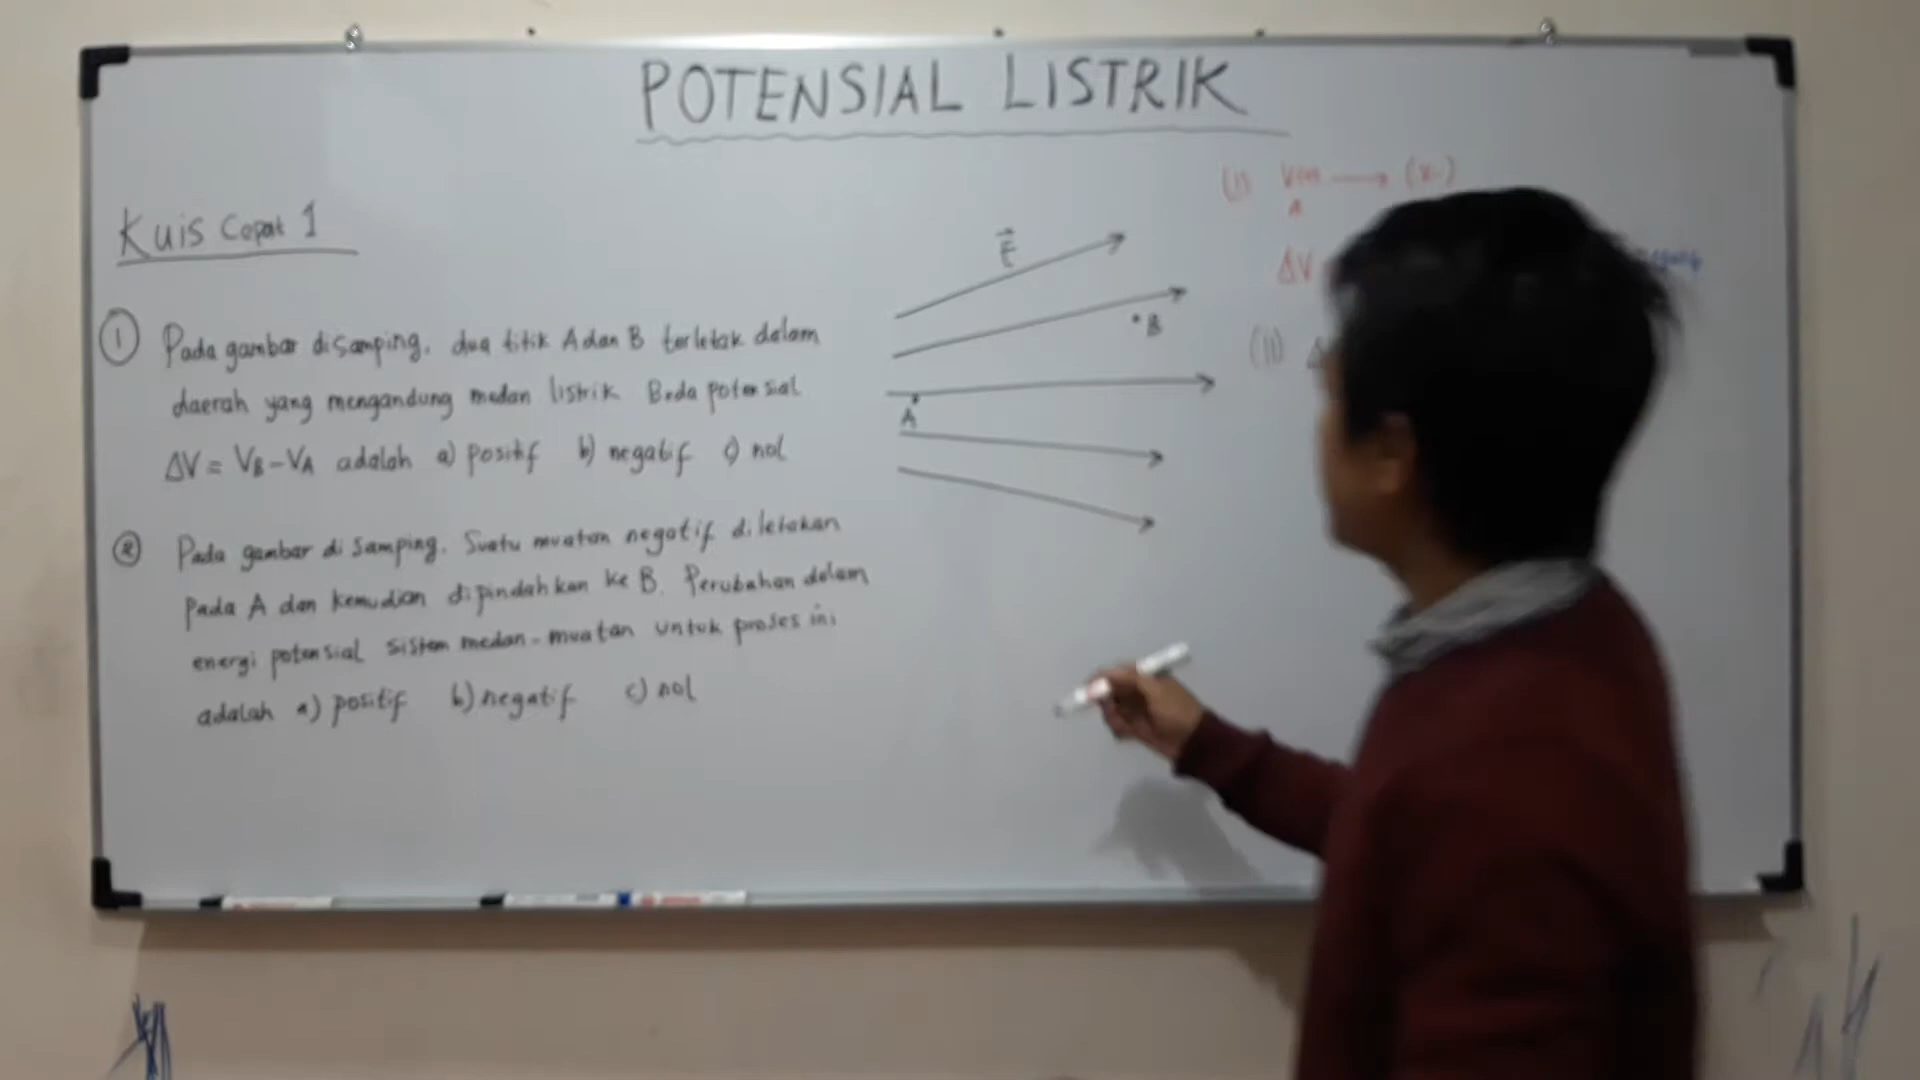 POTENSIAL LISTRIK
Kuis Cepat 1
① Pada gambar disamping, dua titik A dan B terletak dalam
daerah yang mengandung medan listrik Beda potensial
ΔV = VB - VA adalah a) positif b) negatif c) nol
② Pada gambar di samping. Suatu muatan negatif diletakan
pada A dan kemudian dipindahkan ke B. Perubahan dalam
energi potensial sistem medan-muatan untuk proses ini
adalah a) positif b) negatif c) nol
E
B
A
(I)
A
ΔV
(II) Δ